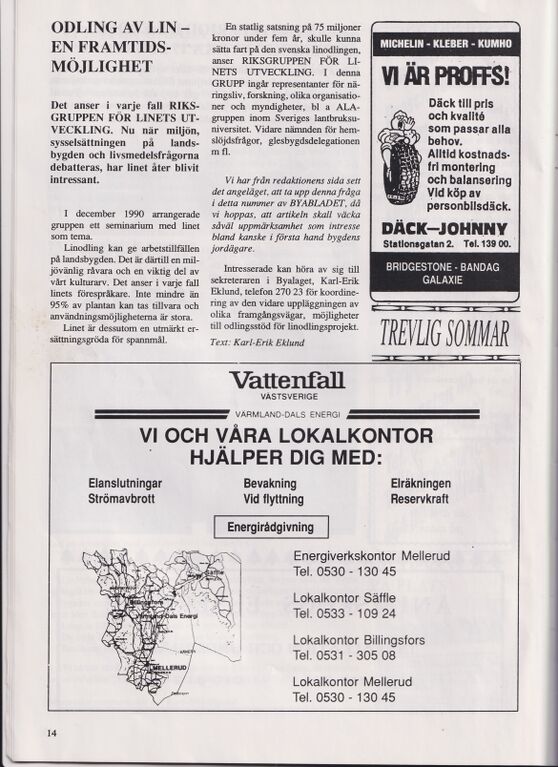 ODLING AV LIN –
EN FRAMTIDS-
MÖJLIGHET
Det anser i varje fall RIKS-
GRUPPEN FÖR LINETS UT-
VECKLING. Nu när miljön,
sysselsättningen på lands-
bygden och livsmedelsfrågorna
debatteras, har linet åter blivit
intressant.
I december 1990 arrangerade
gruppen ett seminarium med linet
som tema.
Linodling kan ge arbetstillfällen
på landsbygden. Det är därtill en mil-
jövänlig råvara och en viktig del av
vårt kulturarv. Det anser i varje fall
linets förespråkare. Inte mindre än
95% av plantan kan tas tillvara och
användningsmöjligheterna är stora.
Linet är dessutom en utmärkt er-
sättningsgröda för spannmål.
En statlig satsning på 75 miljoner
kronor under fem år, skulle kunna
sätta fart på den svenska linodlingen,
anser RIKSGRUPPEN FÖR LI-
NETS UTVECKLING. I denna
GRUPP ingår representanter för nä-
ringsliv, forskning, olika organisatio-
ner och myndigheter, bl a ALA-
gruppen inom Sveriges lantbruksu-
niversitet. Vidare nämnden för hem-
slöjdsfrågor, glesbygdsdelegationen
m fl.
Vi har från redaktionens sida sett
det angeläget, att ta upp denna fråga
i detta nummer av BYABLADET, då
vi hoppas, att artikeln skall väcka
såväl uppmärksamhet som intresse
bland kanske i första hand bygdens
jordägare.
Intresserade kan höra av sig till
sekreteraren i Byalaget, Karl-Erik
Eklund, telefon 270 23 för koordine-
ring av den vidare uppläggningen av
olika framgångsvägar, möjligheter
till odlingsstöd för linodlingsprojekt.
Text: Karl-Erik Eklund
MICHELIN - KLEBER - KUMHO
VI ÄR PROFFS!
Däck till pris
och kvalité
som passar alla
behov.
Alltid kostnads-
fri montering
och balansering
Vid köp av
personbilsdäck.
DÄCK–JOHNNY
Stationsgatan 2. Tel. 139 00.
BRIDGESTONE - BANDAG
GALAXIE
TREVLIG SOMMAR
Vattenfall
VÄSTSVERIGE
VÄRMLAND-DALS ENERGI
VI OCH VÅRA LOKALKONTOR
HJÄLPER DIG MED:
Elanslutningar Bevakning Elräkningen
Strömavbrott Vid flyttning Reservkraft
Energirådgivning
Säffle
Billingsfors
Värmland-Dals Energi
MELLERUD
Energiverkskontor Mellerud
Tel. 0530 - 130 45
Lokalkontor Säffle
Tel. 0533 - 109 24
Lokalkontor Billingsfors
Tel. 0531 - 305 08
Lokalkontor Mellerud
Tel. 0530 - 130 45
14